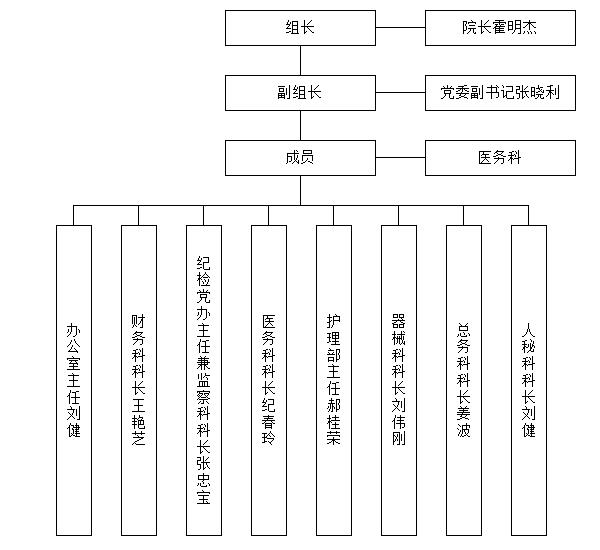 组长
院长霍明杰
副组长
党委副书记张晓利
成员
医务科
办公室主任刘健
财务科科长王艳芝
纪检党办主任兼监察科科长张忠宝
医务科科长纪春玲
护理部主任郝桂荣
器械科科长刘伟刚
总务科科长姜波
人秘科科长刘健